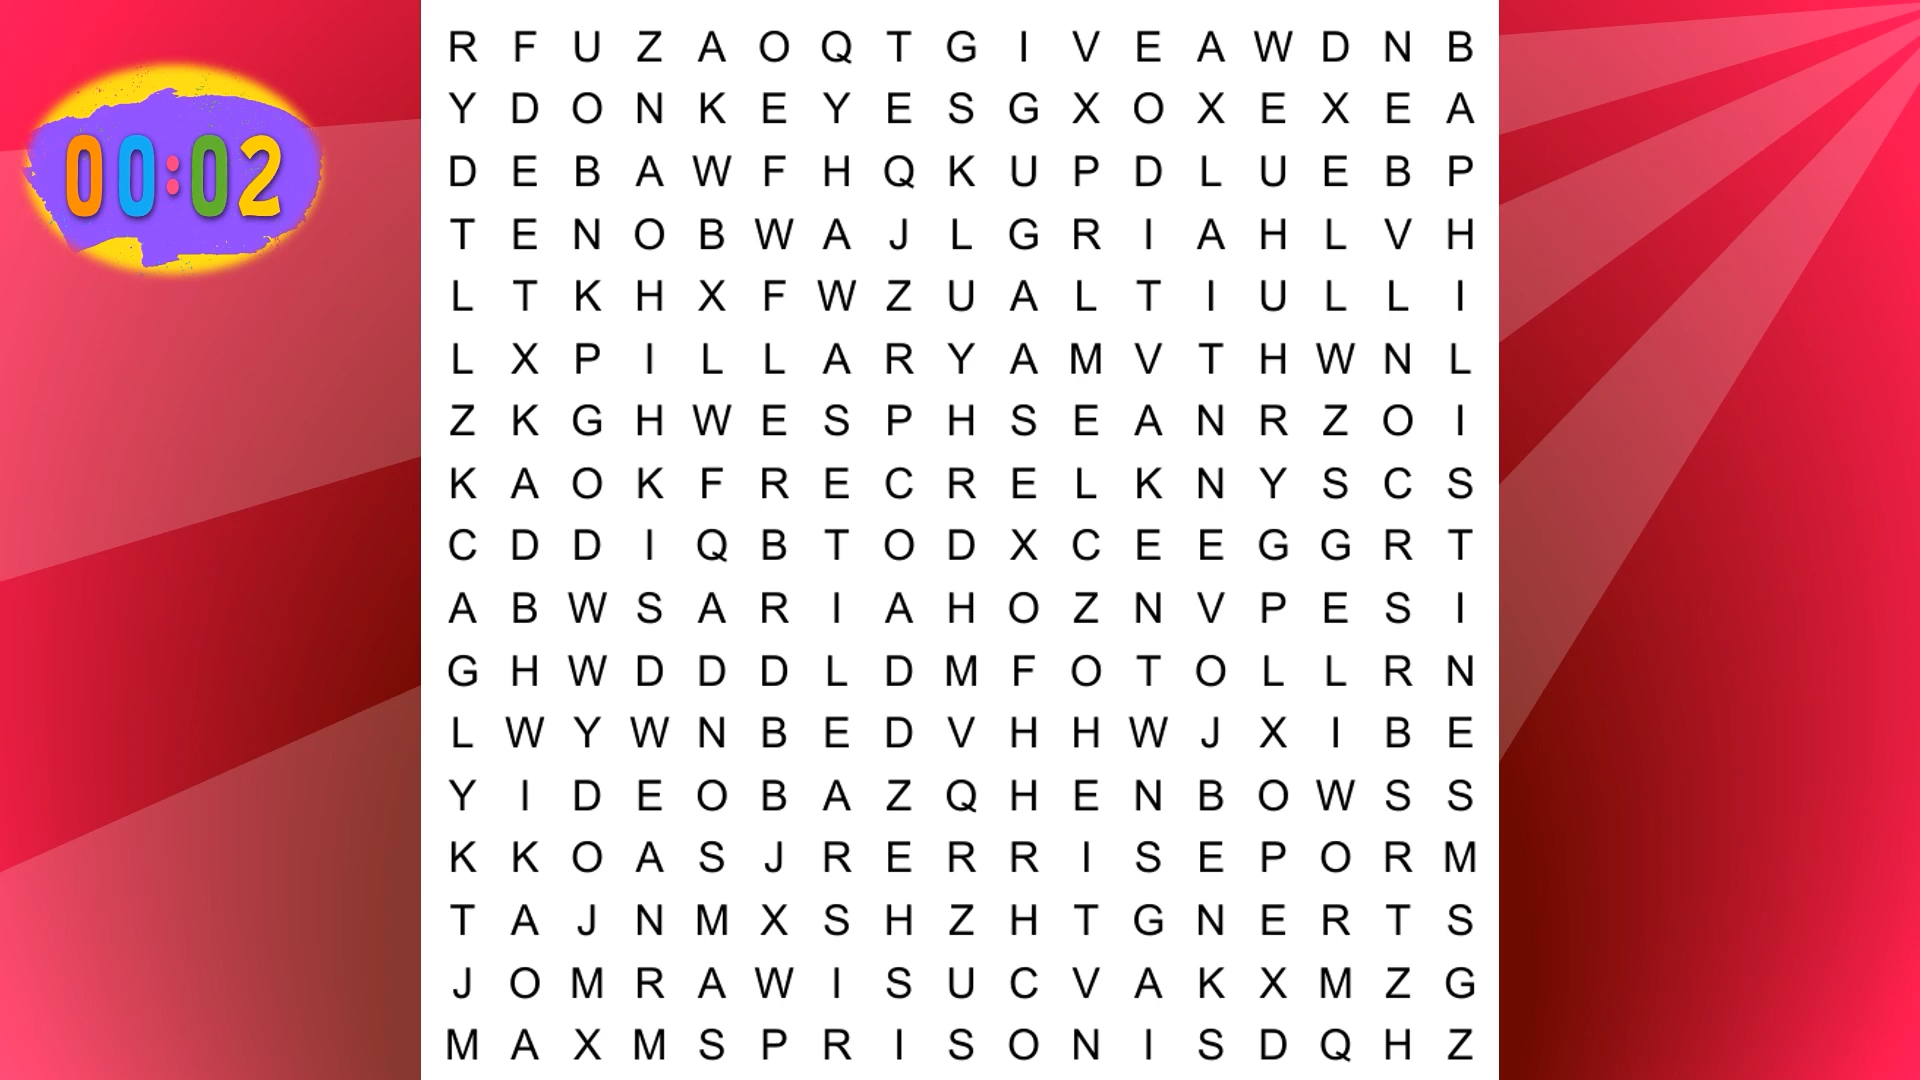 00:02
R F U Z A O Q T G I V E A W D N B
Y D O N K E Y E S G X O X E X E A
D E B A W F H Q K U P D L U E B P
T E N O B W A J L G R I A H L V H
L T K H X F W Z U A L T I U L L I
L X P I L L A R Y A M V T H W N L
Z K G H W E S P H S E A N R Z O I
K A O K F R E C R E L K N Y S C S
C D D I Q B T O D X C E E G G R T
A B W S A R I A H O Z N V P E S I
G H W D D D L D M F O T O L L R N
L W Y W N B E D V H H W J X I B E
Y I D E O B A Z Q H E N B O W S S
K K O A S J R E R R I S E P O R M
T A J N M X S H Z H T G N E R T S
J O M R A W I S U C V A K X M Z G
M A X M S P R I S O N I S D Q H Z